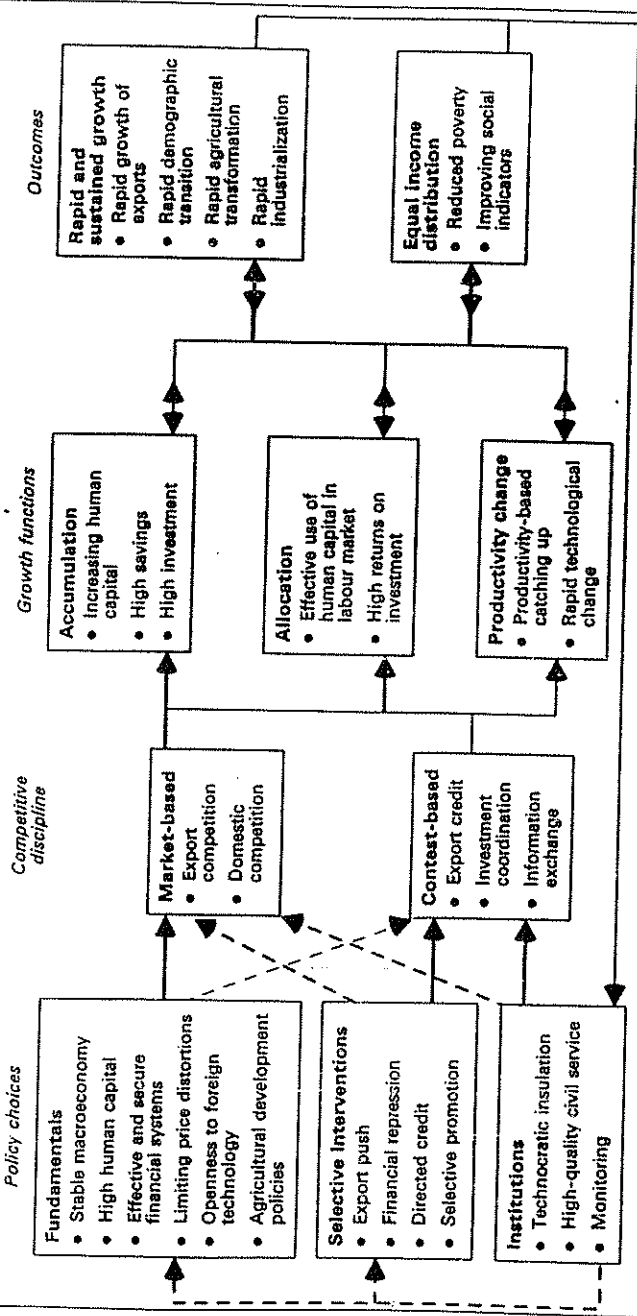 Policy choices
Fundamentals
• Stable macroeconomy
• High human capital
• Effective and secure
financial systems
• Limiting price distortions
• Openness to foreign
technology
• Agricultural development
policies
Selective Interventions
• Export push
• Financial repression
• Directed credit
• Selective promotion
Institutions
• Technocratic insulation
• High-quality civil service
• Monitoring
Competitive
discipline
Market-based
• Export
competition
• Domestic
competition
Contest-based
• Export credit
• Investment
coordination
• Information
exchange
Growth functions
Accumulation
• Increasing human
capital
• High savings
• High investment
Allocation
• Effective use of
human capital in
labour market
• High returns on
investment
Productivity change
• Productivity-based
catching up
• Rapid technological
change
Outcomes
Rapid and
sustained growth
• Rapid growth of
exports
• Rapid demographic
transition
• Rapid agricultural
transformation
• Rapid
Industrialization
Equal income
distribution
• Reduced poverty
• Improving social
indicators